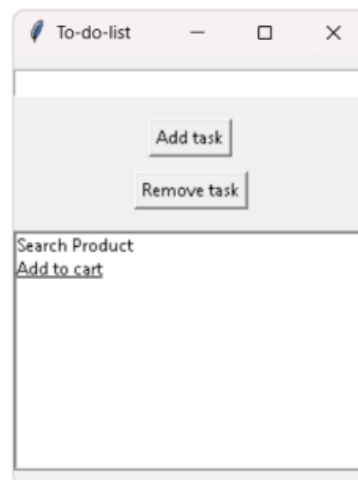 To-do-list
Add task
Remove task
Search Product
Add to cart